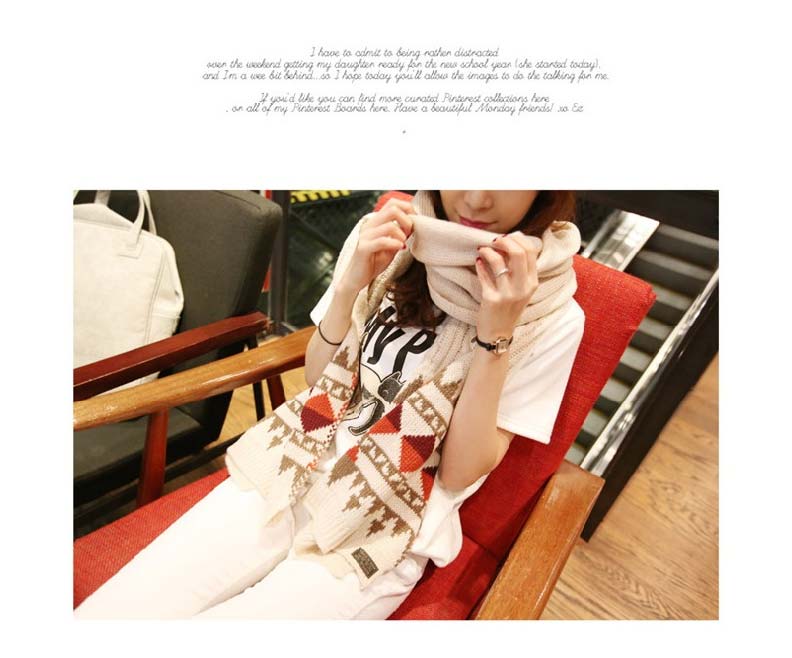 I have to admit to being rather distracted
over the weekend getting my daughter ready for the new school year (she started today),
and I'm a wee bit behind...so I hope today you'll allow the images to do the talking for me.
If you'd like you can find more curated Pinterest collections here
, or all of my Pinterest Boards here. Have a beautiful Monday friends! xo Ez
.
MVP